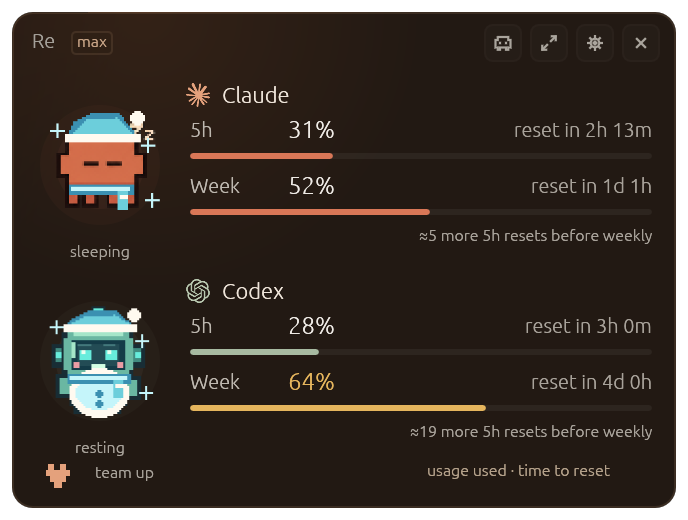 Re max
Claude
5h 31% reset in 2h 13m
Week 52% reset in 1d 1h
≈5 more 5h resets before weekly
sleeping
Codex
5h 28% reset in 3h 0m
Week 64% reset in 4d 0h
≈19 more 5h resets before weekly
resting
team up
usage used · time to reset